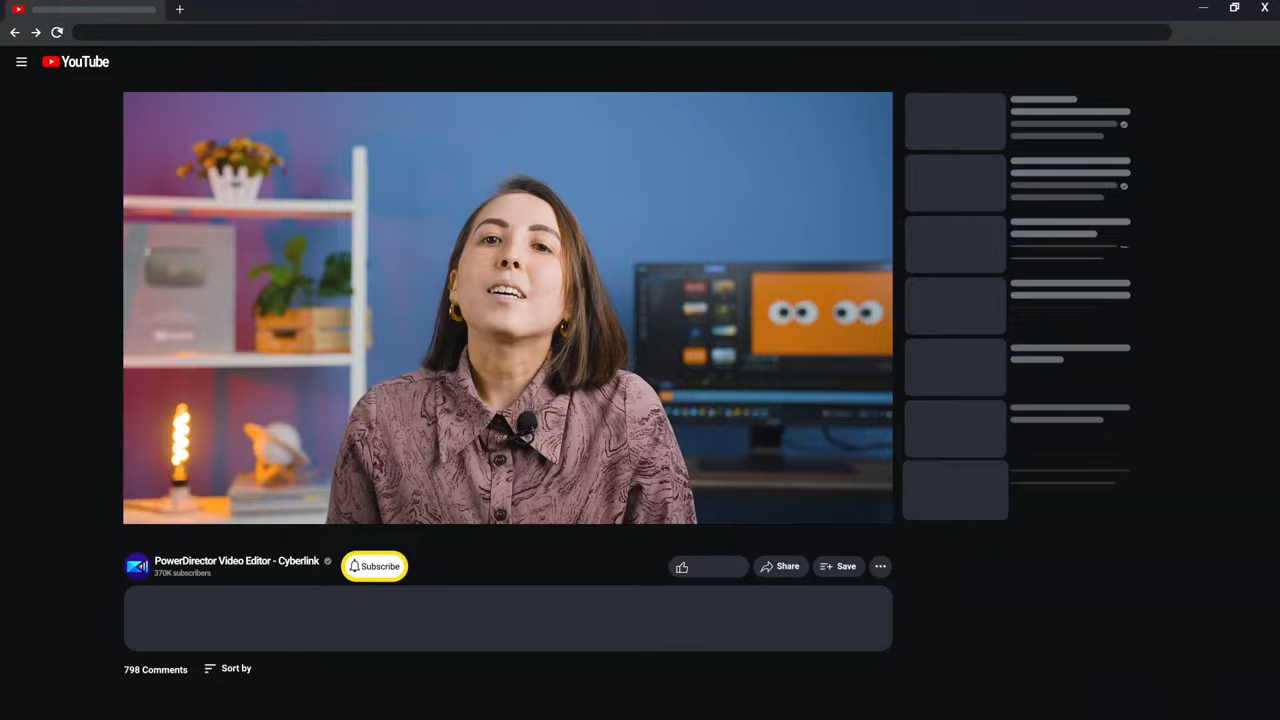 YouTube
PowerDirector Video Editor - Cyberlink
370K subscribers
Subscribe
Share
Save
798 Comments
Sort by